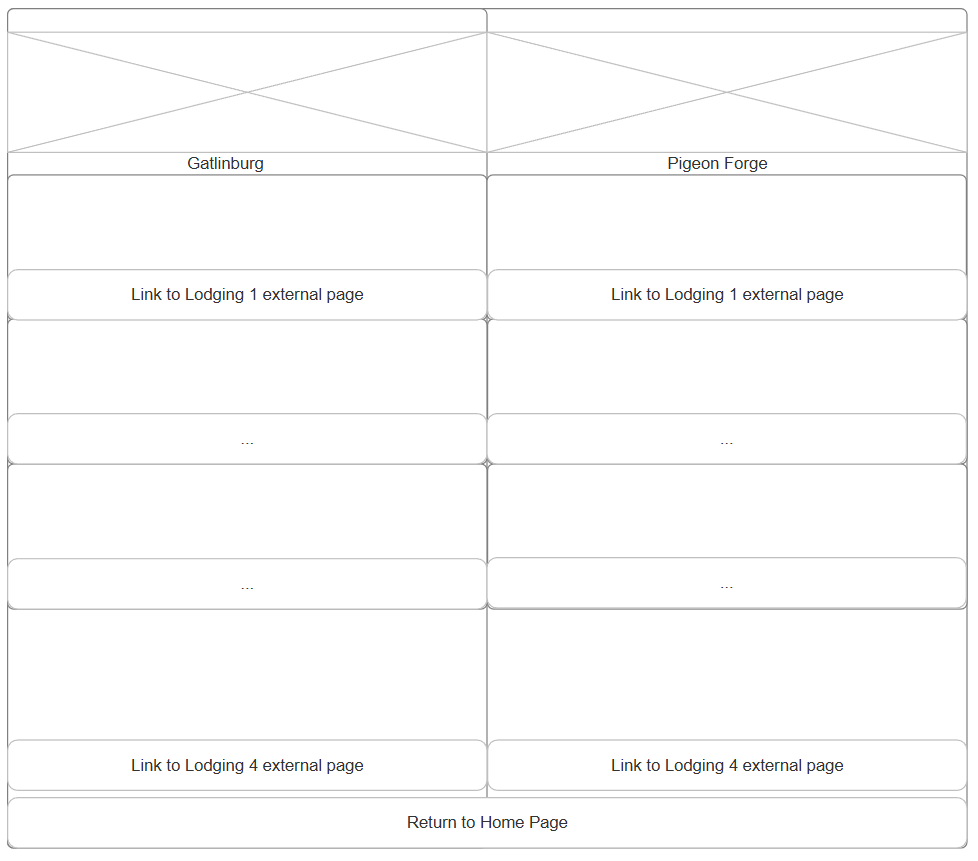 Gatlinburg
Pigeon Forge
Link to Lodging 1 external page
Link to Lodging 1 external page
...
...
...
...
Link to Lodging 4 external page
Link to Lodging 4 external page
Return to Home Page